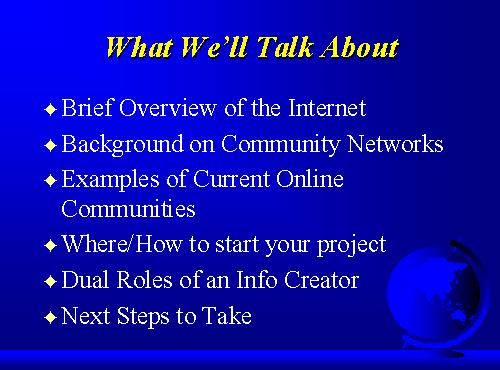 What We'll Talk About
Brief Overview of the Internet
Background on Community Networks
Examples of Current Online
Communities
Where/How to start your project
Dual Roles of an Info Creator
Next Steps to Take